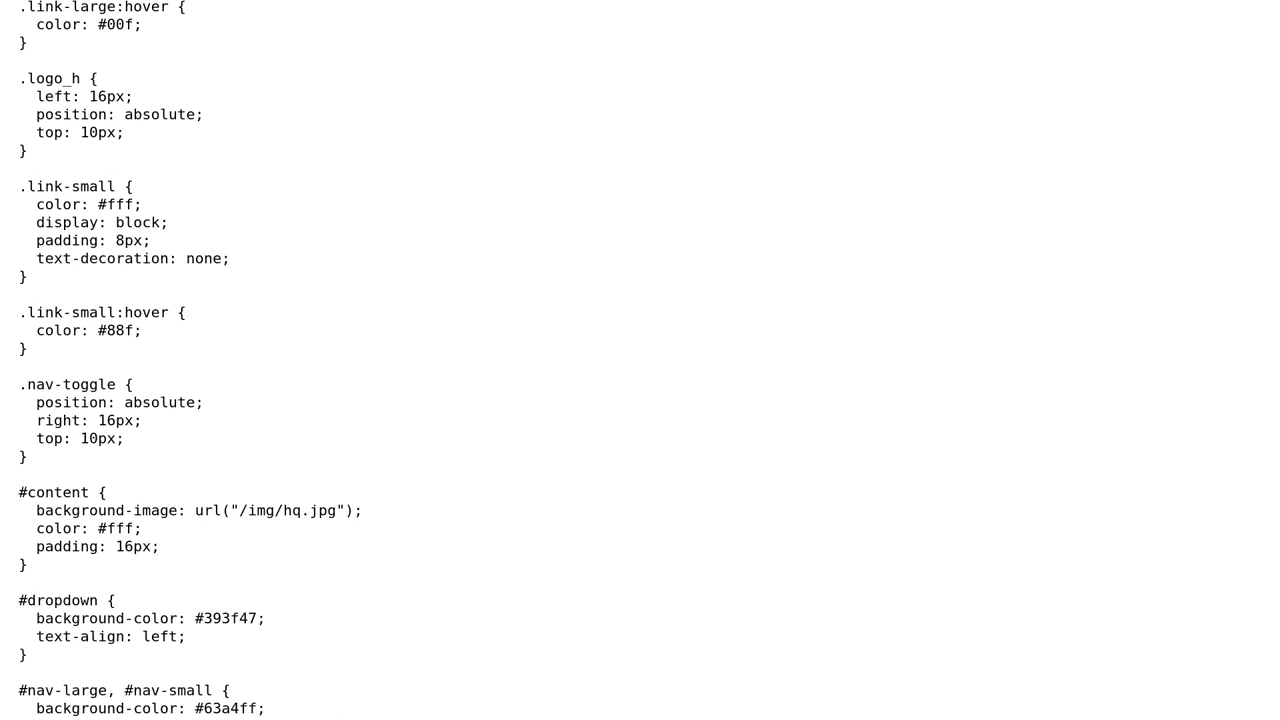 .link-large:hover {
  color: #00f;
}

.logo_h {
  left: 16px;
  position: absolute;
  top: 10px;
}

.link-small {
  color: #fff;
  display: block;
  padding: 8px;
  text-decoration: none;
}

.link-small:hover {
  color: #88f;
}

.nav-toggle {
  position: absolute;
  right: 16px;
  top: 10px;
}

#content {
  background-image: url("/img/hq.jpg");
  color: #fff;
  padding: 16px;
}

#dropdown {
  background-color: #393f47;
  text-align: left;
}

#nav-large, #nav-small {
  background-color: #63a4ff;